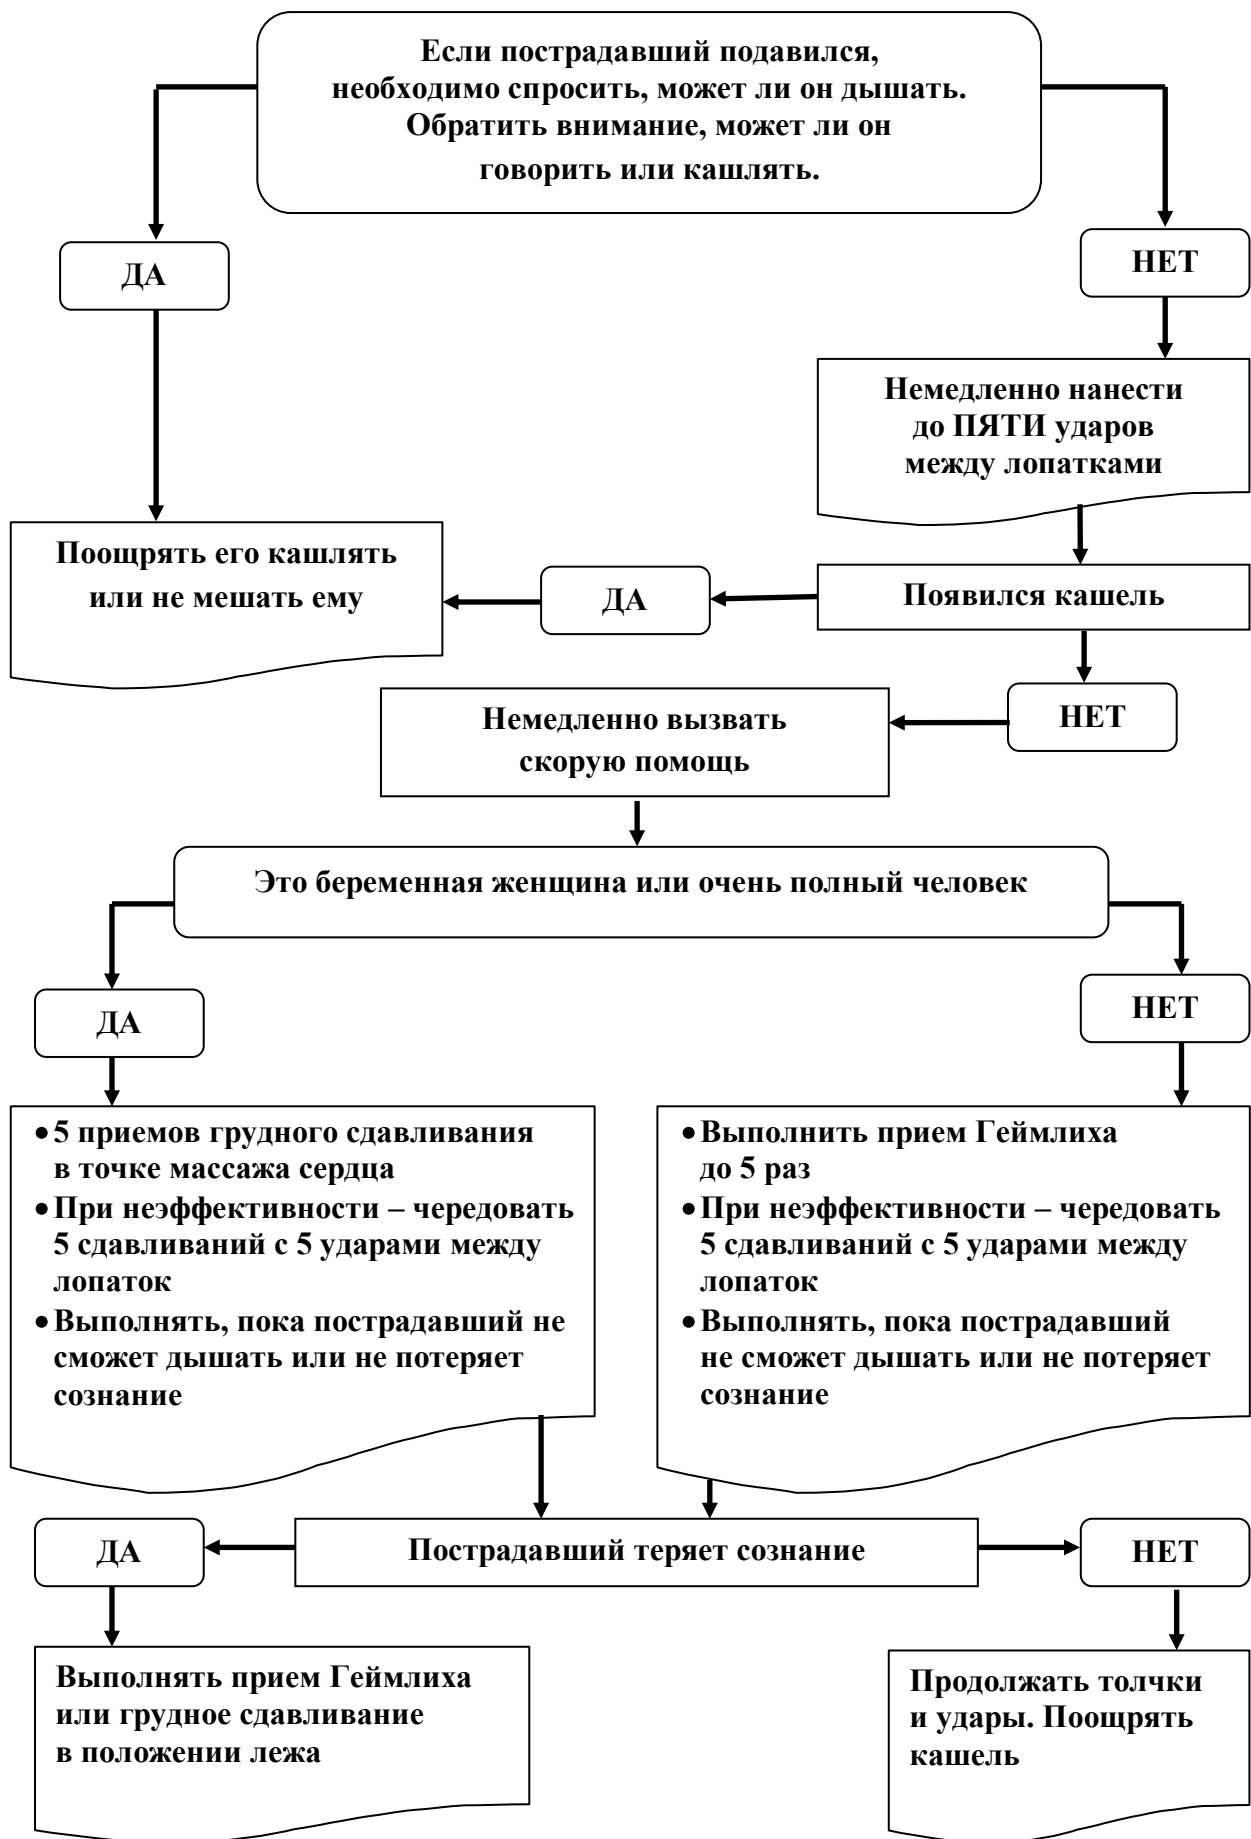 Если пострадавший подавился,
необходимо спросить, может ли он дышать.
Обратить внимание, может ли он
говорить или кашлять.
ДА
НЕТ
Немедленно нанести
до ПЯТИ ударов
между лопатками
Поощрять его кашлять
или не мешать ему
ДА
Появился кашель
НЕТ
Немедленно вызвать
скорую помощь
Это беременная женщина или очень полный человек
ДА
НЕТ
• 5 приемов грудного сдавливания
в точке массажа сердца
• При неэффективности – чередовать
5 сдавливаний с 5 ударами между
лопаток
• Выполнять, пока пострадавший не
сможет дышать или не потеряет
сознание
• Выполнить прием Геймлиха
до 5 раз
• При неэффективности – чередовать
5 сдавливаний с 5 ударами между
лопаток
• Выполнять, пока пострадавший
не сможет дышать или не потеряет
сознание
ДА
Пострадавший теряет сознание
НЕТ
Выполнять прием Геймлиха
или грудное сдавливание
в положении лежа
Продолжать толчки
и удары. Поощрять
кашель